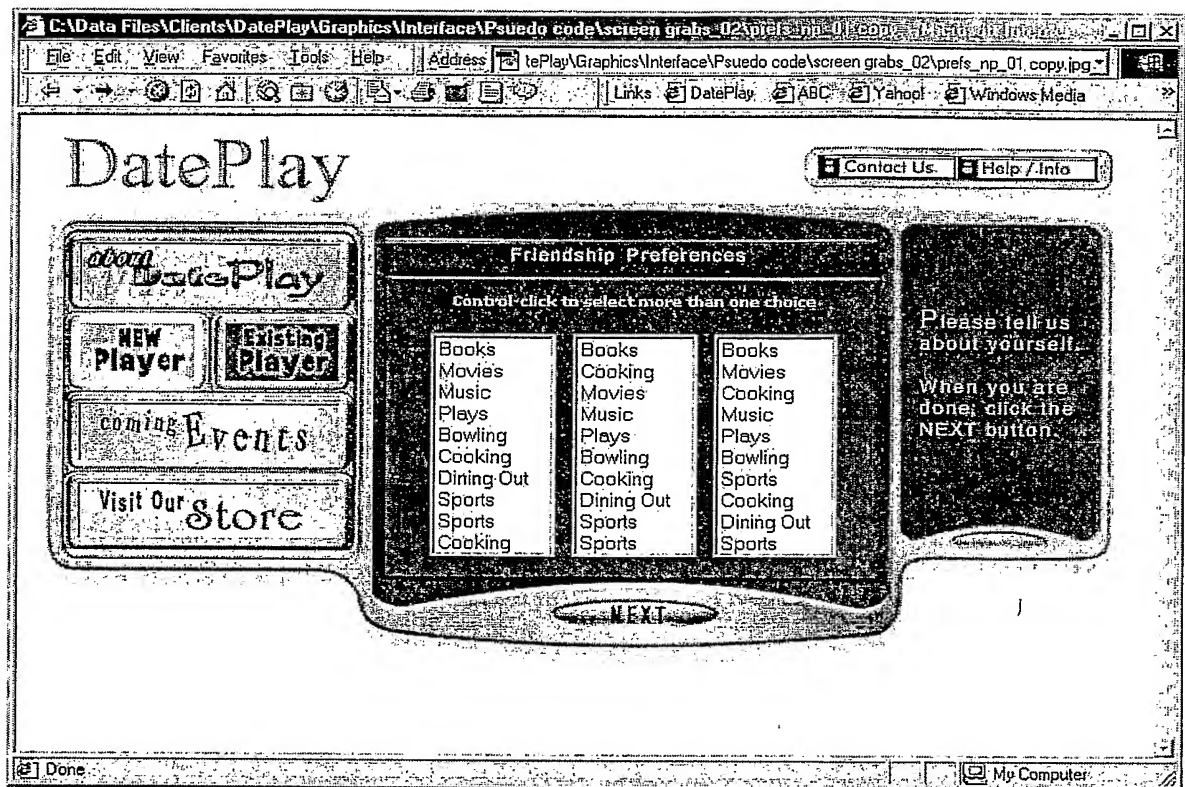 C:\Data Files\Clients\DatePlay\Graphics\Interface\Psuedo code\screen grabs_02\prefs_np_01 copy
File Edit View Favorites Tools Help Address tePlay\Graphics\Interface\Psuedo code\screen grabs_02\prefs_np_01 copy.jpg
Links DatePlay ABC Yahoo! Windows Media
DatePlay
Contact Us. Help / Info
about DatePlay
NEW Player
Existing Player
coming Events
Visit Our Store
Friendship Preferences
Control-click to select more than one choice
Books
Movies
Music
Plays
Bowling
Cooking
Dining Out
Sports
Sports
Cooking
Books
Cooking
Movies
Music
Plays
Bowling
Cooking
Dining Out
Sports
Sports
Books
Movies
Cooking
Music
Plays
Bowling
Sports
Cooking
Dining Out
Sports
NEXT
Please tell us
about yourself.
When you are
done, click the
NEXT button.
Done
My Computer